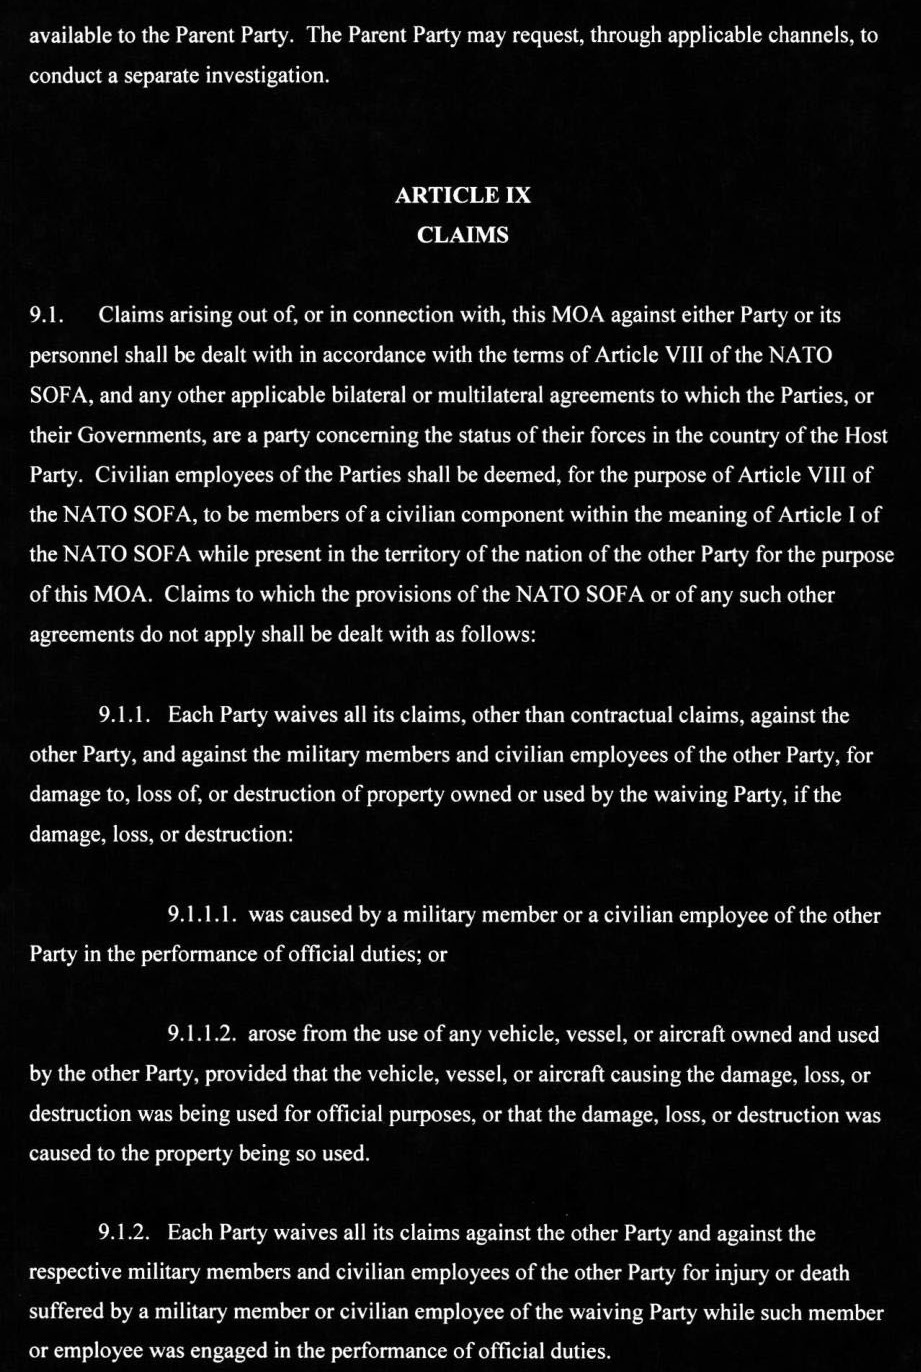 available to the Parent Party.  The Parent Party may request, through applicable channels, to
conduct a separate investigation.
ARTICLE IX
CLAIMS
9.1.  Claims arising out of, or in connection with, this MOA against either Party or its
personnel shall be dealt with in accordance with the terms of Article VIII of the NATO
SOFA, and any other applicable bilateral or multilateral agreements to which the Parties, or
their Governments, are a party concerning the status of their forces in the country of the Host
Party.  Civilian employees of the Parties shall be deemed, for the purpose of Article VIII of
the NATO SOFA, to be members of a civilian component within the meaning of Article I of
the NATO SOFA while present in the territory of the nation of the other Party for the purpose
of this MOA.  Claims to which the provisions of the NATO SOFA or of any such other
agreements do not apply shall be dealt with as follows:
9.1.1.  Each Party waives all its claims, other than contractual claims, against the
other Party, and against the military members and civilian employees of the other Party, for
damage to, loss of, or destruction of property owned or used by the waiving Party, if the
damage, loss, or destruction:
9.1.1.1.  was caused by a military member or a civilian employee of the other
Party in the performance of official duties; or
9.1.1.2.  arose from the use of any vehicle, vessel, or aircraft owned and used
by the other Party, provided that the vehicle, vessel, or aircraft causing the damage, loss, or
destruction was being used for official purposes, or that the damage, loss, or destruction was
caused to the property being so used.
9.1.2.  Each Party waives all its claims against the other Party and against the
respective military members and civilian employees of the other Party for injury or death
suffered by a military member or civilian employee of the waiving Party while such member
or employee was engaged in the performance of official duties.